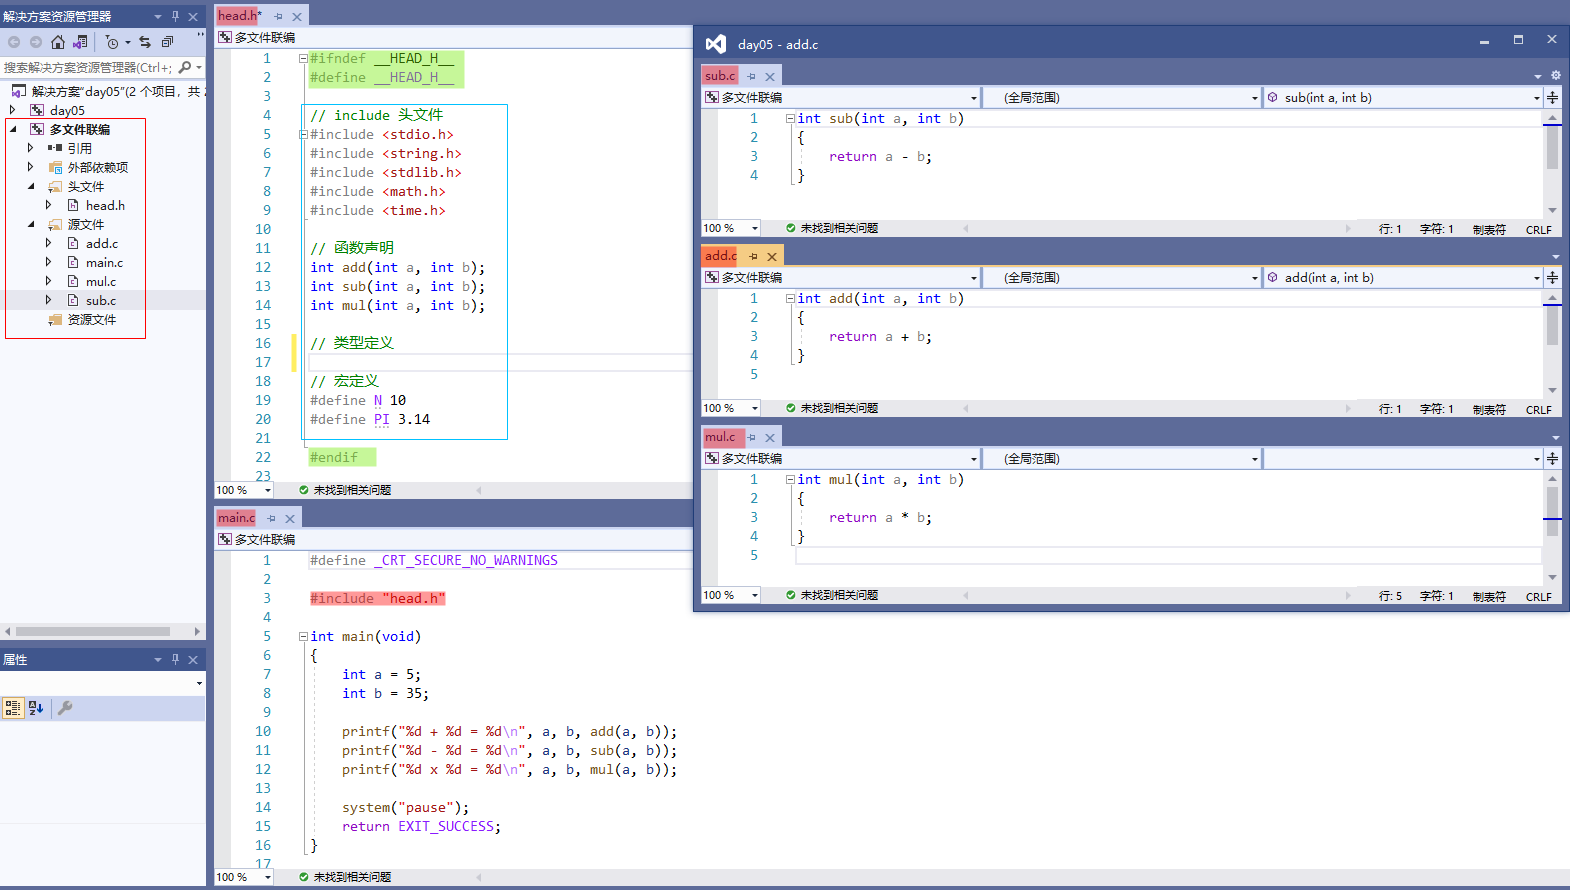 解决方案资源管理器
搜索解决方案资源管理器(Ctrl+;
解决方案"day05"(2 个项目，共 2
day05
多文件联编
引用
外部依赖项
头文件
head.h
源文件
add.c
main.c
mul.c
sub.c
资源文件
属性
head.h*
多文件联编
1 #ifndef __HEAD_H__
2 #define __HEAD_H__
3
4 // include 头文件
5 #include <stdio.h>
6 #include <string.h>
7 #include <stdlib.h>
8 #include <math.h>
9 #include <time.h>
10
11 // 函数声明
12 int add(int a, int b);
13 int sub(int a, int b);
14 int mul(int a, int b);
15
16 // 类型定义
17
18 // 宏定义
19 #define N 10
20 #define PI 3.14
21
22 #endif
23
100 % 未找到相关问题
main.c
多文件联编
1 #define _CRT_SECURE_NO_WARNINGS
2
3 #include "head.h"
4
5 int main(void)
6 {
7 int a = 5;
8 int b = 35;
9
10 printf("%d + %d = %d\n", a, b, add(a, b));
11 printf("%d - %d = %d\n", a, b, sub(a, b));
12 printf("%d x %d = %d\n", a, b, mul(a, b));
13
14 system("pause");
15 return EXIT_SUCCESS;
16 }
17
100 % 未找到相关问题
day05 - add.c
sub.c
多文件联编 (全局范围) sub(int a, int b)
1 int sub(int a, int b)
2 {
3 return a - b;
4 }
100 % 未找到相关问题 行: 1 字符: 1 制表符 CRLF
add.c
多文件联编 (全局范围) add(int a, int b)
1 int add(int a, int b)
2 {
3 return a + b;
4 }
5
100 % 未找到相关问题 行: 1 字符: 1 制表符 CRLF
mul.c
多文件联编 (全局范围)
1 int mul(int a, int b)
2 {
3 return a * b;
4 }
5
100 % 未找到相关问题 行: 5 字符: 1 制表符 CRLF